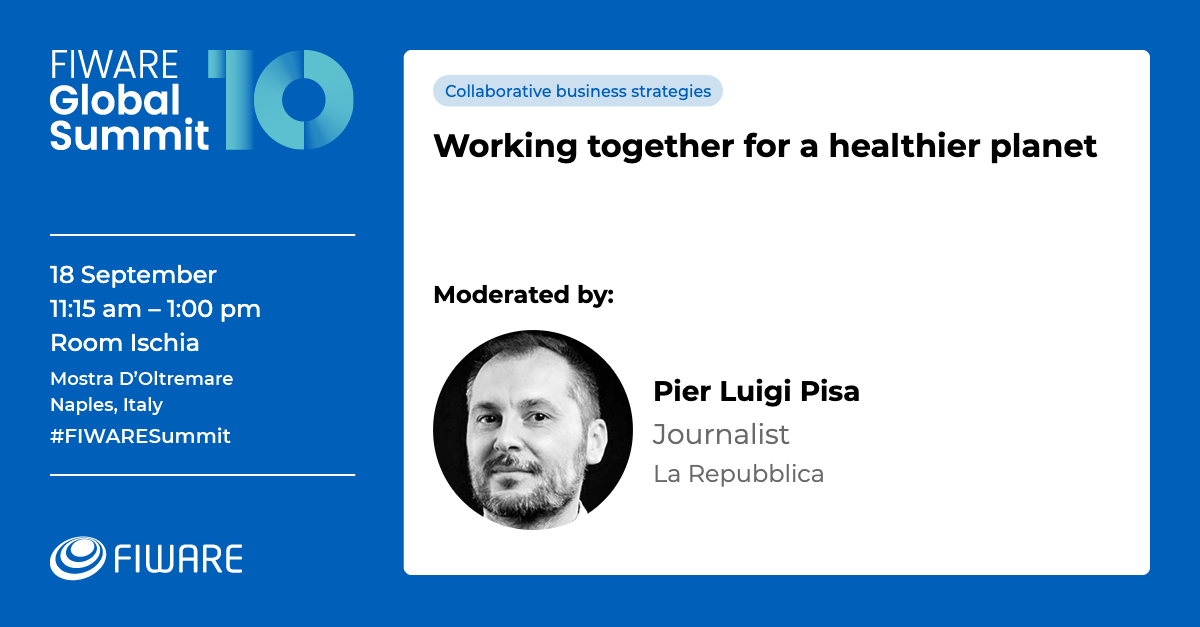 FIWARE
Global
Summit
10
18 September
11:15 am – 1:00 pm
Room Ischia
Mostra D’Oltremare
Naples, Italy
#FIWARESummit
FIWARE
Collaborative business strategies
Working together for a healthier planet
Moderated by:
Pier Luigi Pisa
Journalist
La Repubblica